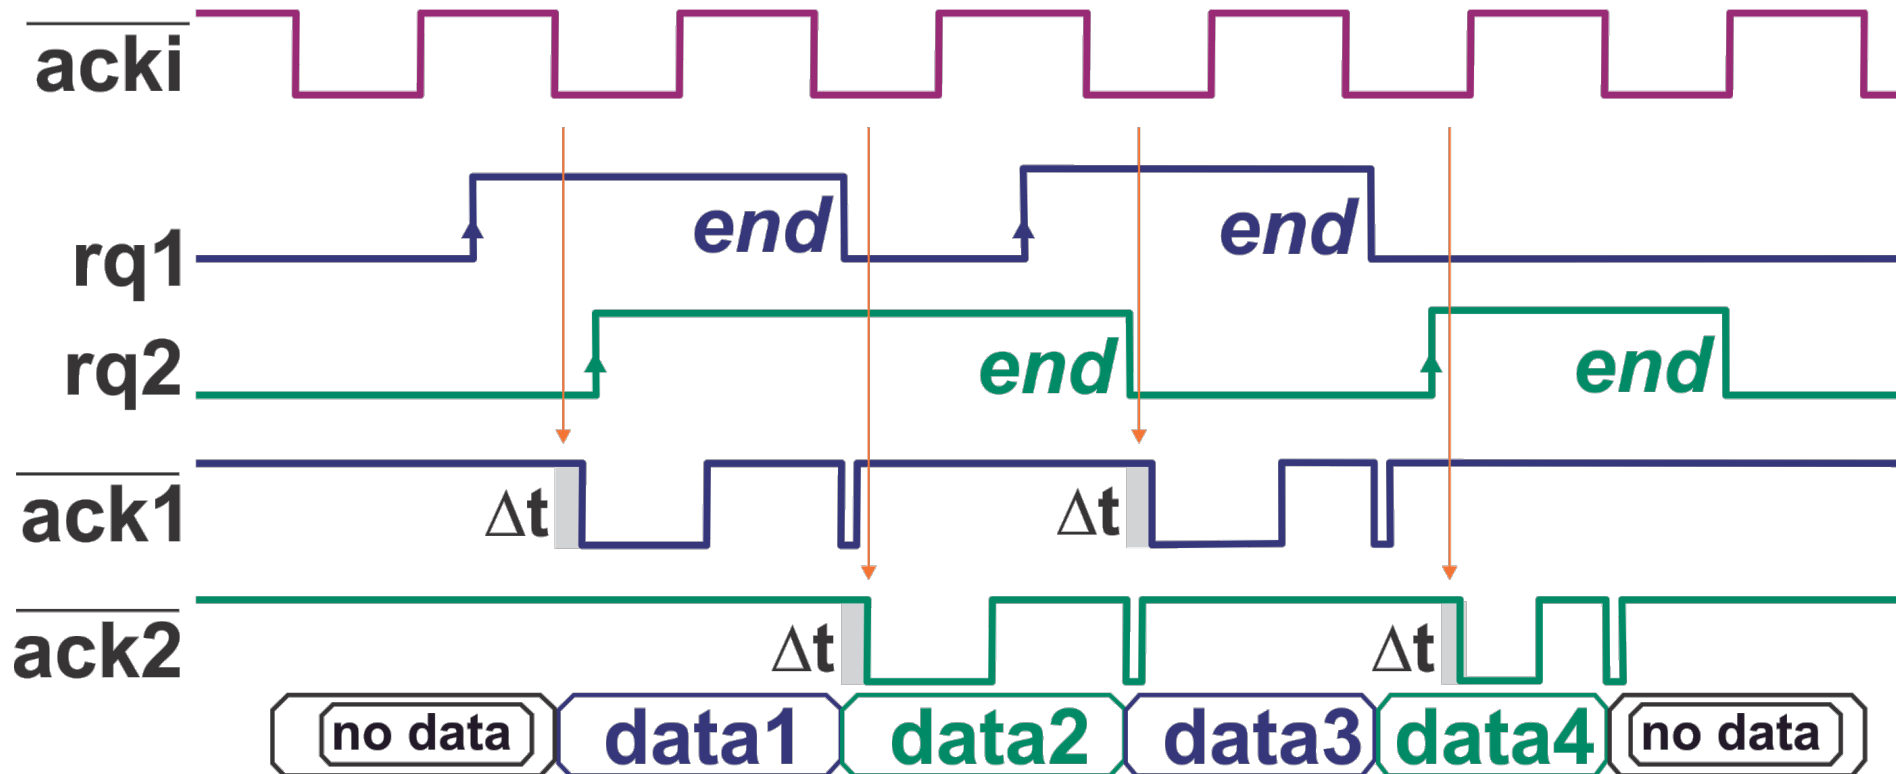 acki
rq1
end
end
rq2
end
end
ack1
Δt
Δt
ack2
Δt
Δt
no data
data1
data2
data3
data4
no data